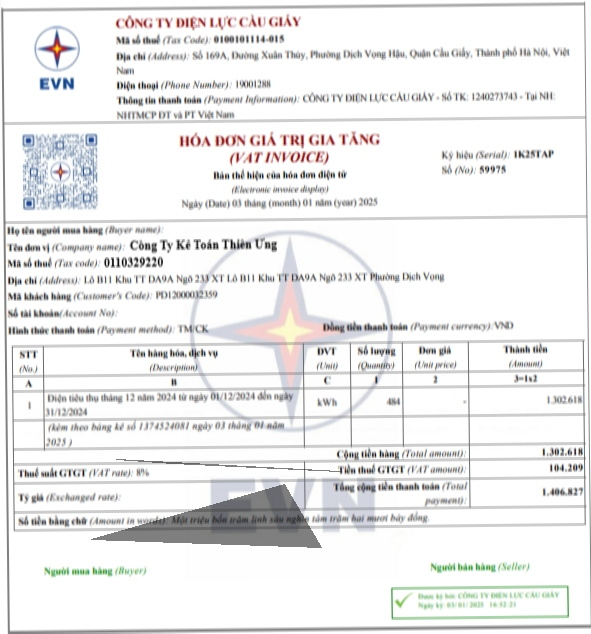 CÔNG TY ĐIỆN LỰC CẦU GIẤY
Mã số thuế (Tax Code): 0100101114-015
Địa chỉ (Address): Số 169A, Đường Xuân Thủy, Phường Dịch Vọng Hậu, Quận Cầu Giấy, Thành phố Hà Nội, Việt
Nam
EVN
Điện thoại (Phone Number): 19001288
Thông tin thanh toán (Payment Information): CÔNG TY ĐIỆN LỰC CẦU GIẤY - Số TK: 1240273743 - Tại NH:
NHTMCP ĐT và PT Việt Nam
HÓA ĐƠN GIÁ TRỊ GIA TĂNG
(VAT INVOICE)
Bản thể hiện của hóa đơn điện tử
(Electronic invoice display)
Ngày (Date) 03 tháng (month) 01 năm (year) 2025
Ký hiệu (Serial): 1K25TAP
Số (No): 59975
Họ tên người mua hàng (Buyer name):
Tên đơn vị (Company name): Công Ty Kế Toán Thiên Ưng
Mã số thuế (Tax code): 0110329220
Địa chỉ (Address): Lô B11 Khu TT DA9A Ngõ 233 XT Lô B11 Khu TT DA9A Ngõ 233 XT Phường Dịch Vọng
Mã khách hàng (Customer's Code): PD12000032359
Số tài khoản(Account No):
Hình thức thanh toán (Payment method): TM/CK Đồng tiền thanh toán (Payment currency): VND
STT Tên hàng hóa, dịch vụ ĐVT Số lượng Đơn giá Thành tiền
(No.) (Description) (Unit) (Quantity) (Unit price) (Amount)
A B C 1 2 3=1x2
1 Điện tiêu thụ tháng 12 năm 2024 từ ngày 01/12/2024 đến ngày kWh 484 - 1.302.618
31/12/2024
(kèm theo bảng kê số 1374524081 ngày 03 tháng 01 năm
2025 )
Cộng tiền hàng (Total amount): 1.302.618
Thuế suất GTGT (VAT rate): 8% Tiền thuế GTGT (VAT amount): 104.209
Tỷ giá (Exchanged rate): Tổng cộng tiền thanh toán (Total 1.406.827
payment):
EVN
Số tiền bằng chữ (Amount in words): Một triệu bốn trăm linh sáu nghìn tám trăm hai mươi bảy đồng.
Người mua hàng (Buyer) Người bán hàng (Seller)
Được ký bởi: CÔNG TY ĐIỆN LỰC CẦU GIẤY
Ngày ký: 03/01/2025 16:52:21